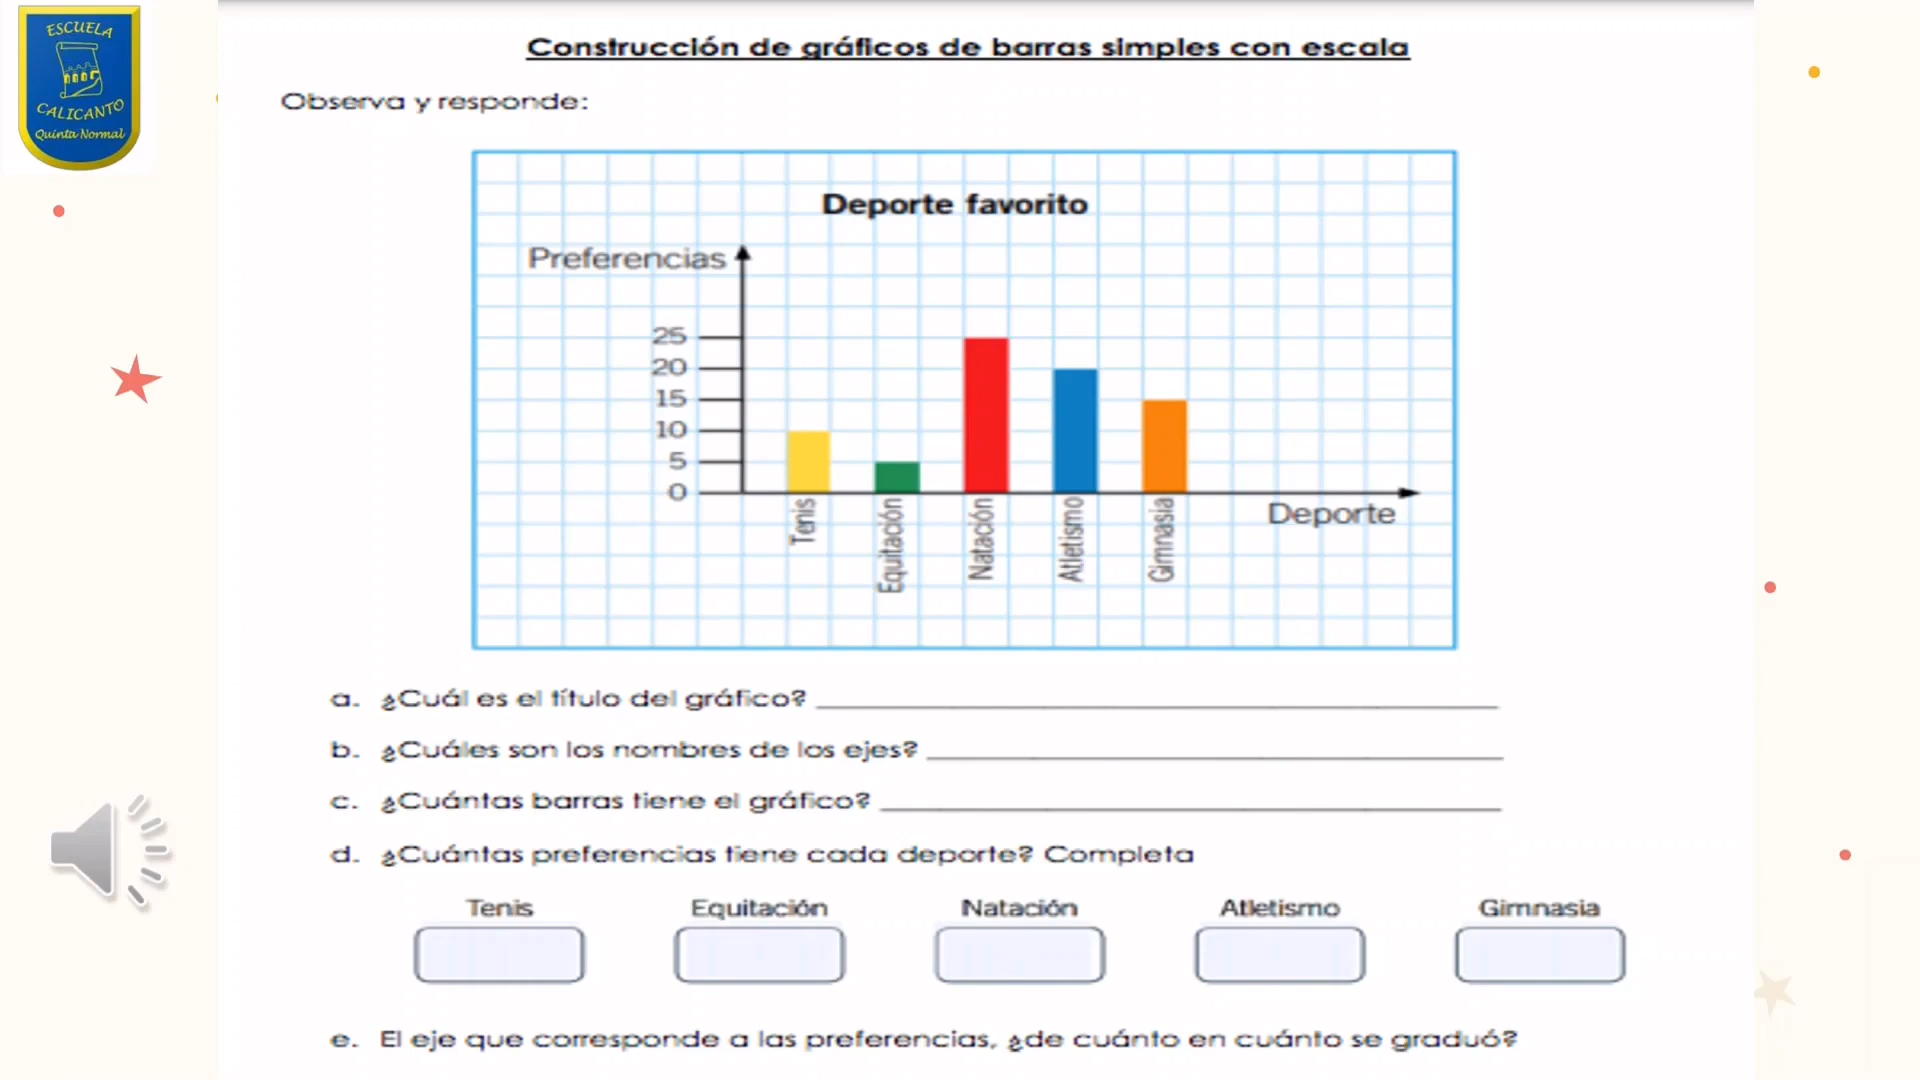 ESCUELA
CALICANTO
Quinta Normal
Construcción de gráficos de barras simples con escala
Observa y responde:
Deporte favorito
Preferencias
25
20
15
10
5
0
Tenis
Equitación
Natación
Atletismo
Gimnasia
Deporte
a. ¿Cuál es el título del gráfico? ____________________
b. ¿Cuáles son los nombres de los ejes? ____________________
c. ¿Cuántas barras tiene el gráfico? ____________________
d. ¿Cuántas preferencias tiene cada deporte? Completa
Tenis Equitación Natación Atletismo Gimnasia
e. El eje que corresponde a las preferencias, ¿de cuánto en cuánto se graduó?